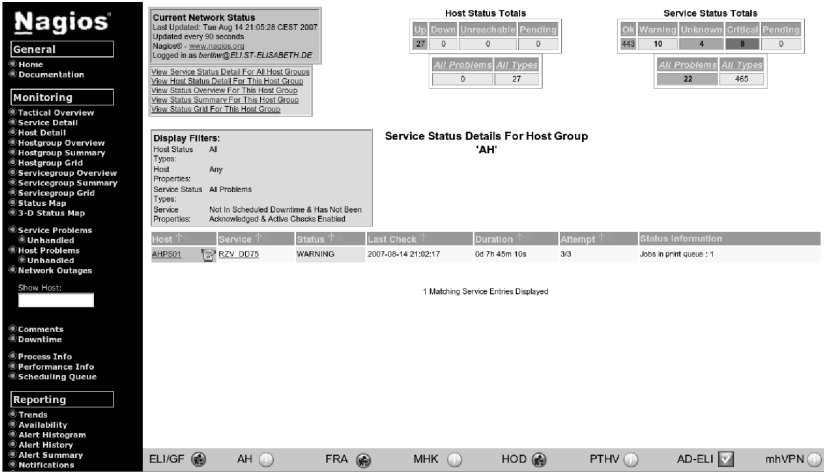 Nagios®
General
Home
Documentation
Monitoring
Tactical Overview
Service Detail
Host Detail
Hostgroup Overview
Hostgroup Summary
Hostgroup Grid
Servicegroup Overview
Servicegroup Summary
Servicegroup Grid
Status Map
3-D Status Map
Service Problems
Unhandled
Host Problems
Unhandled
Network Outages
Show Host:
Comments
Downtime
Process Info
Performance Info
Scheduling Queue
Reporting
Trends
Availability
Alert Histogram
Alert History
Alert Summary
Notifications
Current Network Status
Last Updated: Tue Aug 14 21:05:28 CEST 2007
Updated every 90 seconds
Nagios® - www.nagios.org
Logged in as @ELI.ST-ELISABETH.DE
View Service Status Detail For All Host Groups
View Host Status Detail For This Host Group
View Status Overview For This Host Group
View Status Summary For This Host Group
View Status Grid For This Host Group
Host Status Totals
Up Down Unreachable Pending
27 0 0 0
All Problems All Types
0 27
Service Status Totals
Ok Warning Unknown Critical Pending
443 10 4 8 0
All Problems All Types
22 465
Display Filters:
Host Status Types: All
Host Properties: Any
Service Status Types: All Problems
Service Properties: Not In Scheduled Downtime & Has Not Been Acknowledged & Active Checks Enabled
Service Status Details For Host Group
'AH'
Host Service Status Last Check Duration Attempt Status Information
AHPS01 RZV_DD75 WARNING 2007-08-14 21:02:17 0d 7h 45m 10s 3/3 Jobs in print queue : 1
1 Matching Service Entries Displayed
ELI/GF AH FRA MHK HOD PTHV AD-ELI mhVPN